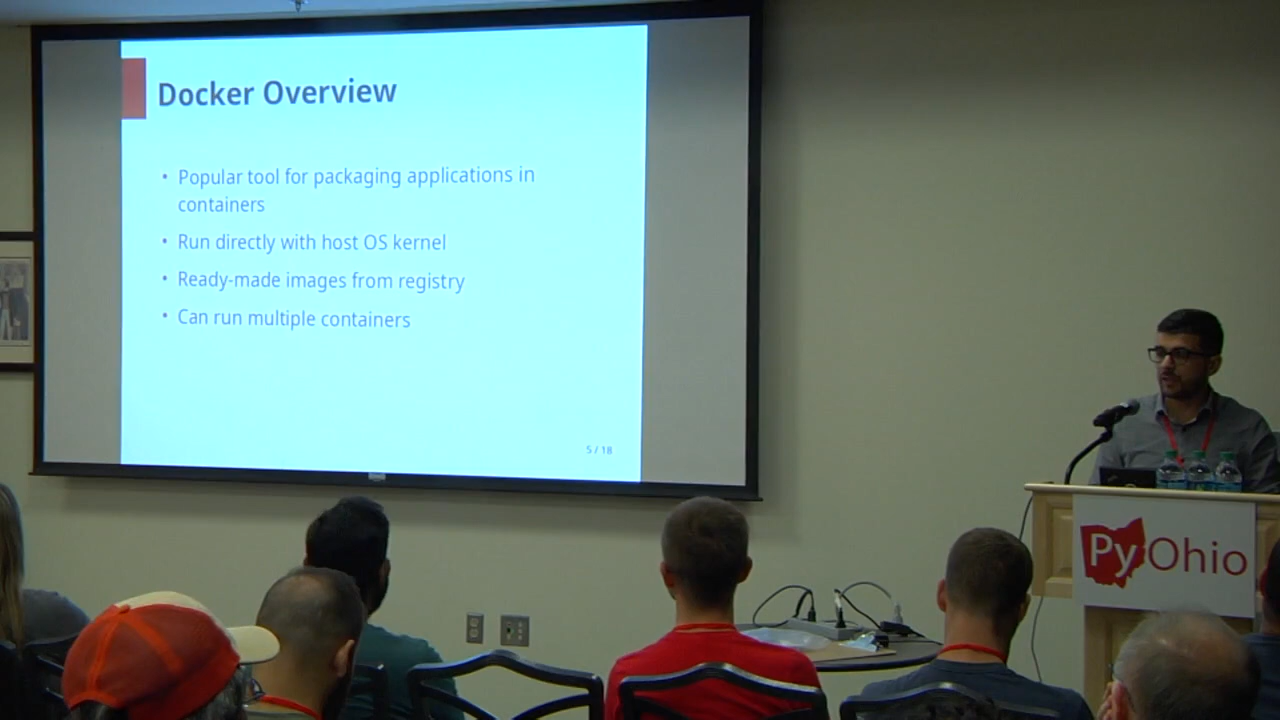 Docker Overview
• Popular tool for packaging applications in
containers
• Run directly with host OS kernel
• Ready-made images from registry
• Can run multiple containers
5 / 18
PyOhio